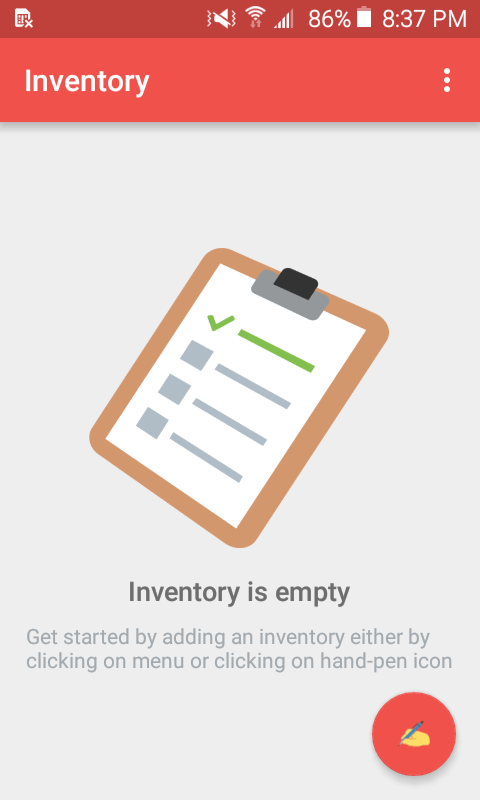 86% 8:37 PM
Inventory
Inventory is empty
Get started by adding an inventory either by
clicking on menu or clicking on hand-pen icon